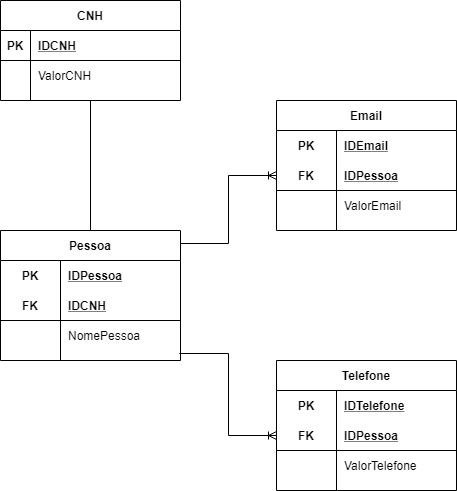 CNH
PK IDCNH
ValorCNH
Email
PK IDEmail
FK IDPessoa
ValorEmail
Pessoa
PK IDPessoa
FK IDCNH
NomePessoa
Telefone
PK IDTelefone
FK IDPessoa
ValorTelefone